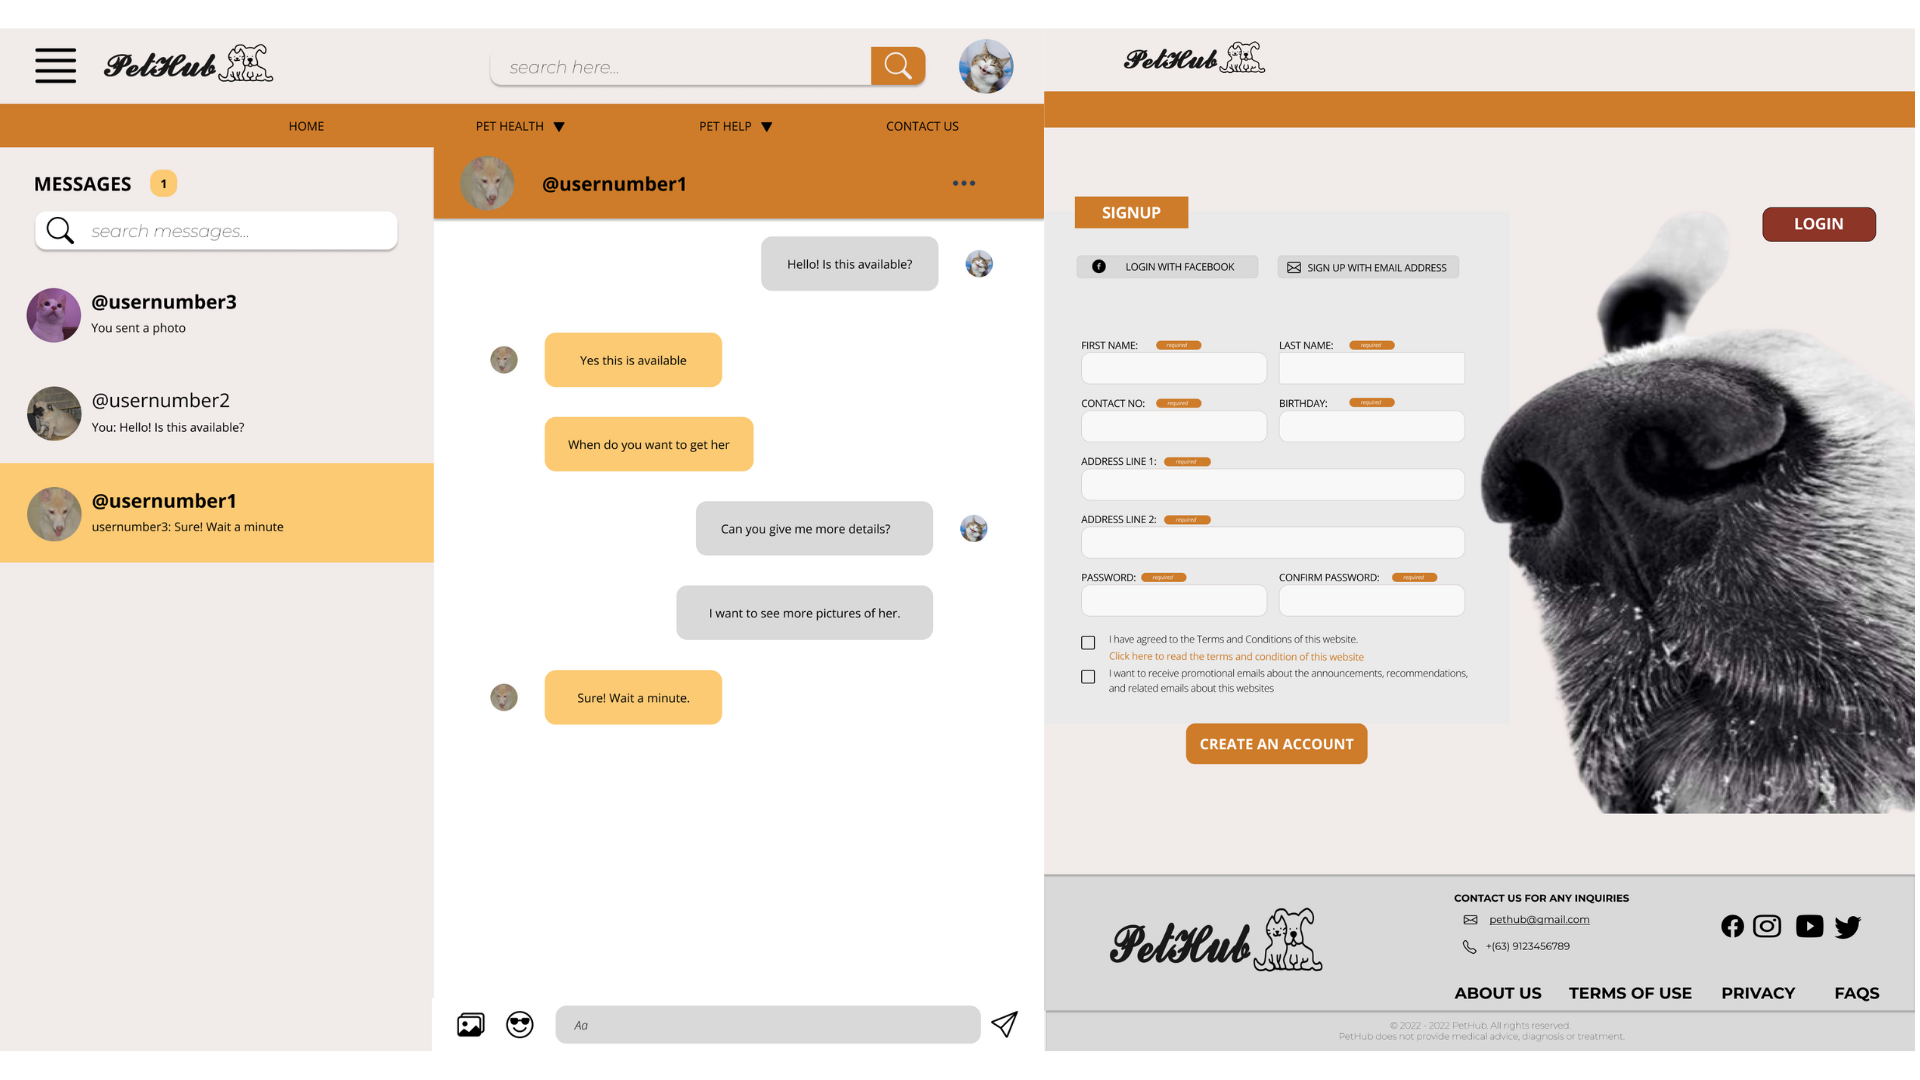 PetHub
search here...
HOME
PET HEALTH ▼
PET HELP ▼
CONTACT US
MESSAGES 1
search messages...
@usernumber3
You sent a photo
@usernumber2
You: Hello! Is this available?
@usernumber1
usernumber3: Sure! Wait a minute
@usernumber1
Hello! Is this available?
Yes this is available
When do you want to get her
Can you give me more details?
I want to see more pictures of her.
Sure! Wait a minute.
Aa
PetHub
SIGNUP
LOGIN
LOGIN WITH FACEBOOK
SIGN UP WITH EMAIL ADDRESS
FIRST NAME: required
LAST NAME: required
CONTACT NO: required
BIRTHDAY: required
ADDRESS LINE 1: required
ADDRESS LINE 2: required
PASSWORD: required
CONFIRM PASSWORD: required
I have agreed to the Terms and Conditions of this website.
Click here to read the terms and condition of this website
I want to receive promotional emails about the announcements, recommendations,
and related emails about this websites
CREATE AN ACCOUNT
PetHub
CONTACT US FOR ANY INQUIRIES
pethub@gmail.com
+(63) 9123456789
ABOUT US
TERMS OF USE
PRIVACY
FAQS
© 2022 - 2022 PetHub. All rights reserved.
PetHub does not provide medical advice, diagnosis or treatment.